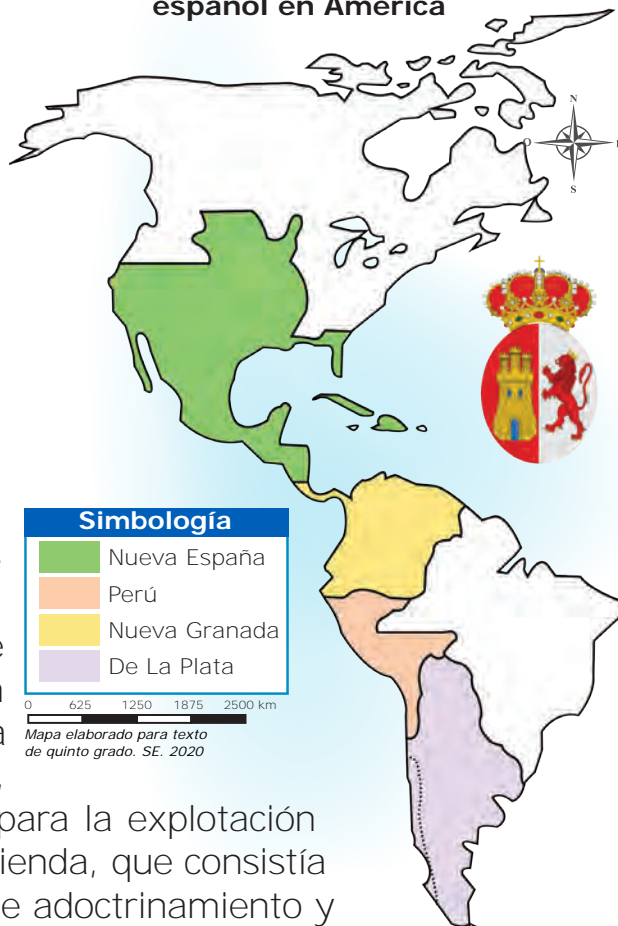 español en América
N
O
S
Simbología
Nueva España
Perú
Nueva Granada
De La Plata
0 625 1250 1875 2500 km
Mapa elaborado para texto
de quinto grado. SE. 2020
para la explotación
ienda, que consistía
e adoctrinamiento y